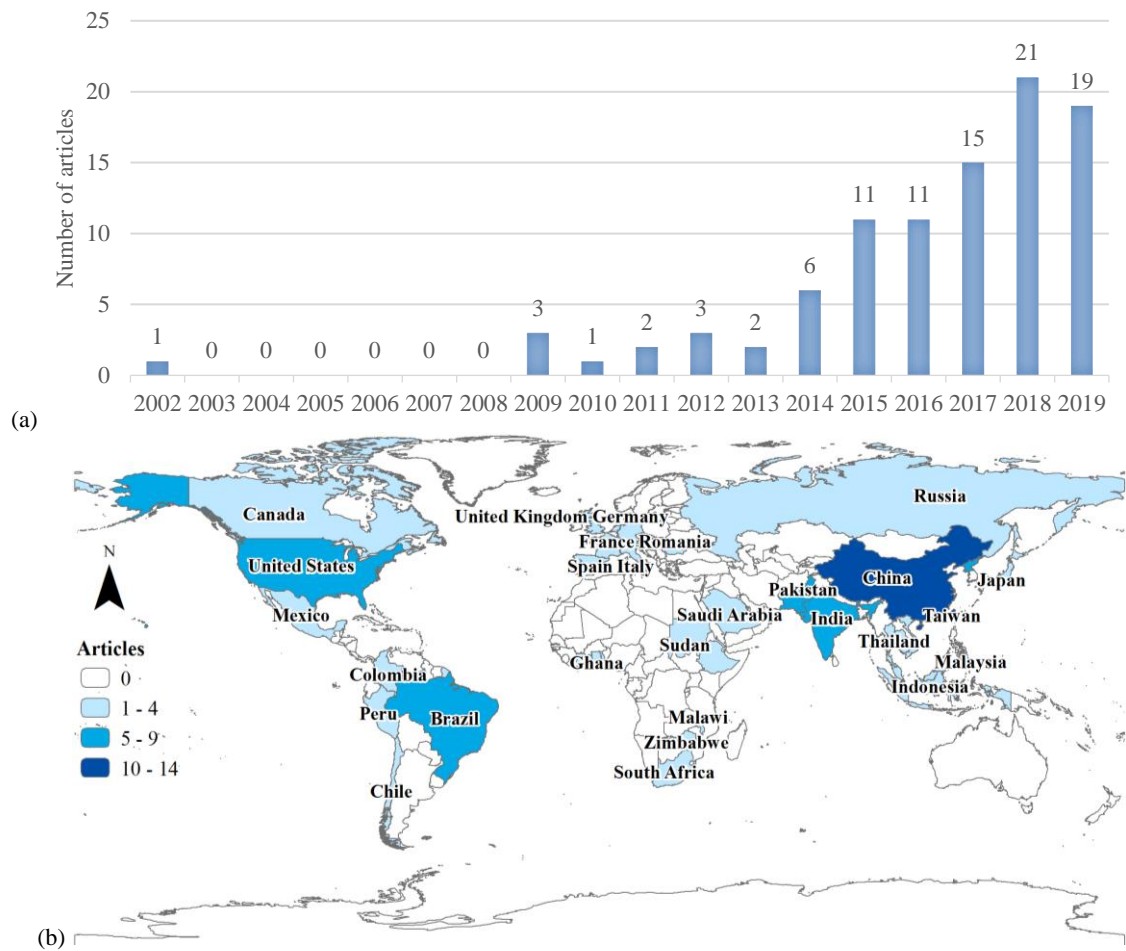 25
20
15
10
5
0
Number of articles
1 0 0 0 0 0 0 3 1 2 3 2 6 11 11 15 21 19
2002 2003 2004 2005 2006 2007 2008 2009 2010 2011 2012 2013 2014 2015 2016 2017 2018 2019
(a)
Russia
Canada
United Kingdom Germany
France Romania
N
United States
Spain Italy
China
Pakistan
Japan
Mexico
Saudi Arabia
India
Taiwan
Sudan
Thailand
Articles
Ghana
Malaysia
0
Colombia
Indonesia
1 - 4
Peru
Brazil
Malawi
5 - 9
Zimbabwe
10 - 14
South Africa
Chile
(b)